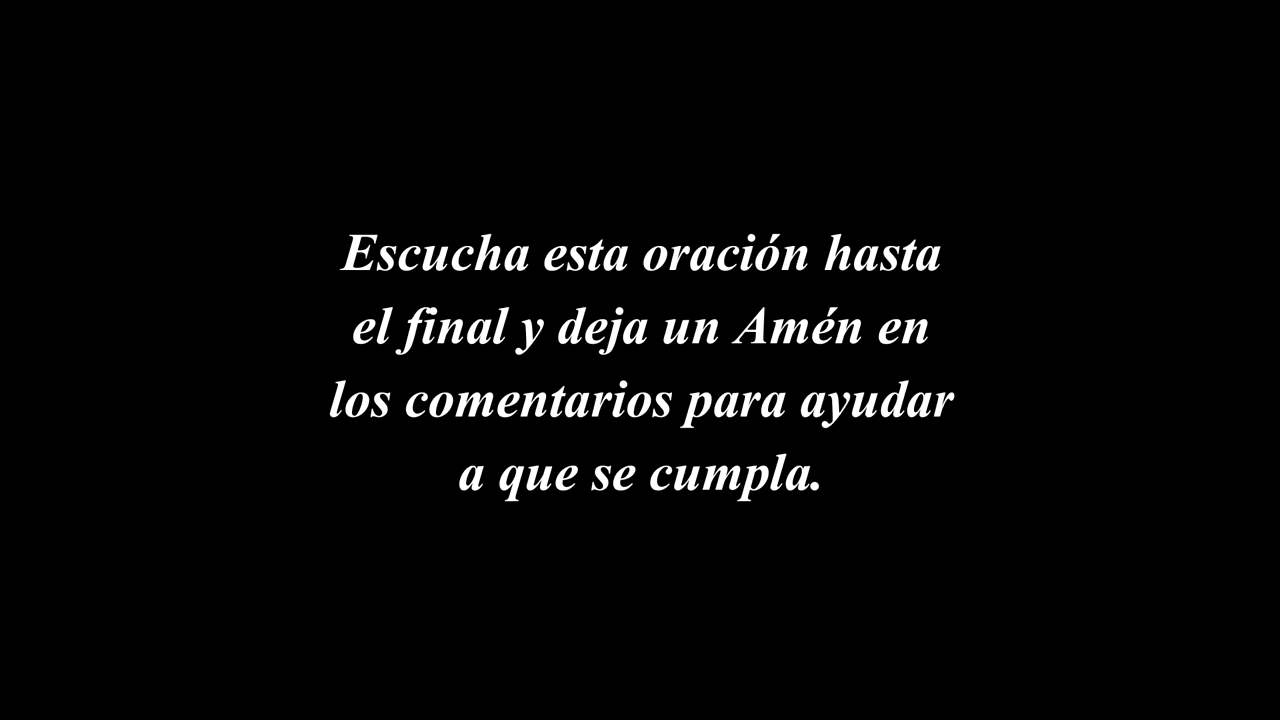 Escucha esta oración hasta
el final y deja un Amén en
los comentarios para ayudar
a que se cumpla.